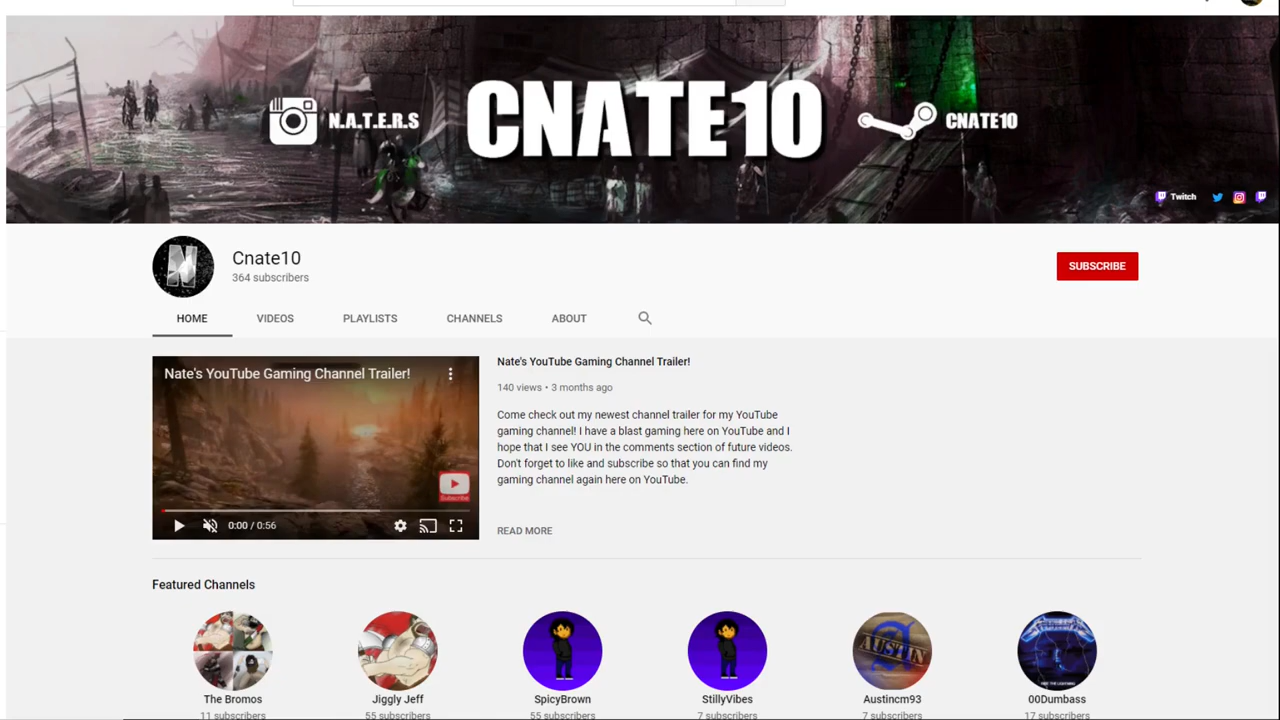 N.A.T.E.R.S
CNATE10
CNATE10
Twitch
Cnate10
364 subscribers
SUBSCRIBE
HOME VIDEOS PLAYLISTS CHANNELS ABOUT
Nate's YouTube Gaming Channel Trailer!
Subscribe
0:00 / 0:56
Nate's YouTube Gaming Channel Trailer!
140 views • 3 months ago
Come check out my newest channel trailer for my YouTube
gaming channel! I have a blast gaming here on YouTube and I
hope that I see YOU in the comments section of future videos.
Don't forget to like and subscribe so that you can find my
gaming channel again here on YouTube.
READ MORE
Featured Channels
AUSTIN
The Bromos Jiggly Jeff SpicyBrown StillyVibes Austincm93 00Dumbass
11 subscribers 55 subscribers 55 subscribers 7 subscribers 7 subscribers 17 subscribers